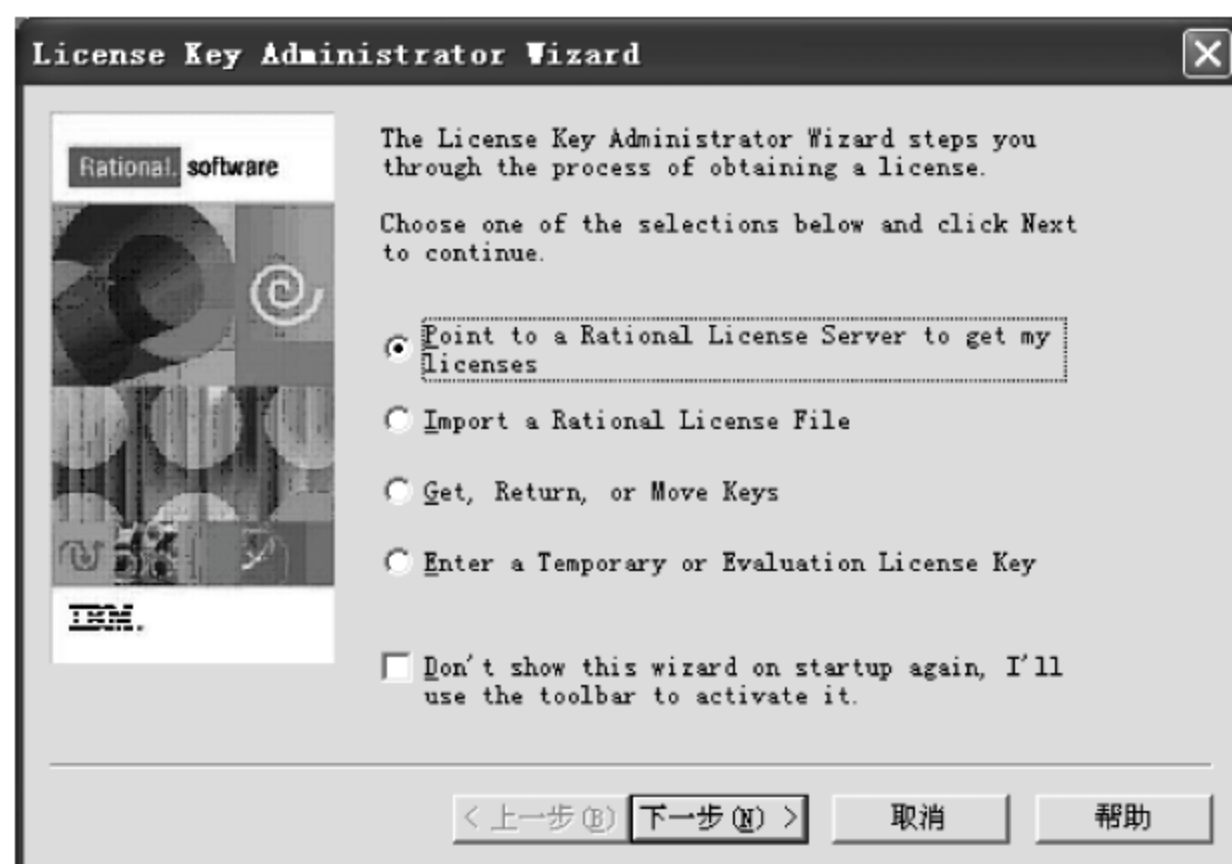 License Key Administrator Wizard
Rational. software
The License Key Administrator Wizard steps you
through the process of obtaining a license.
Choose one of the selections below and click Next
to continue.
Point to a Rational License Server to get my
licenses
Import a Rational License File
Get, Return, or Move Keys
Enter a Temporary or Evaluation License Key
IBM.
Don't show this wizard on startup again, I'll
use the toolbar to activate it.
< 上一步(B) 下一步(N) > 取消 帮助